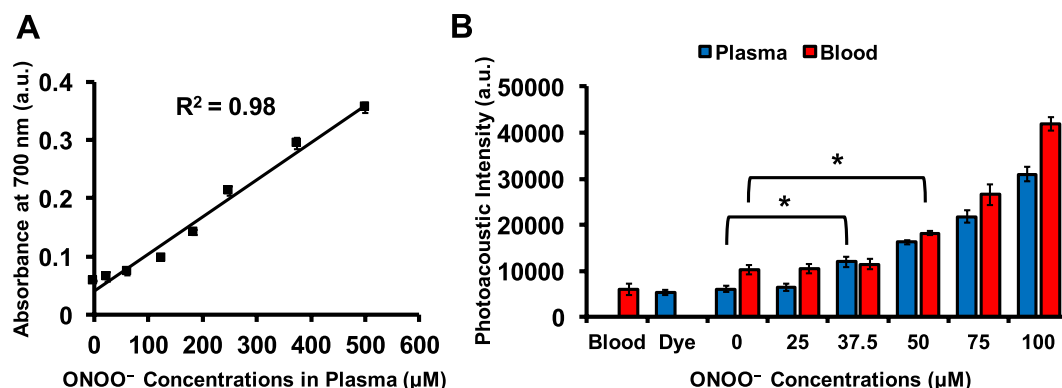 A
Absorbance at 700 nm (a.u.)
0.4
0.3
0.2
0.1
0
R² = 0.98
0 100 200 300 400 500 600
ONOO⁻ Concentrations in Plasma (µM)
B
Plasma Blood
Photoacoustic Intensity (a.u.)
50000
40000
30000
20000
10000
0
*
*
Blood Dye 0 25 37.5 50 75 100
ONOO⁻ Concentrations (µM)